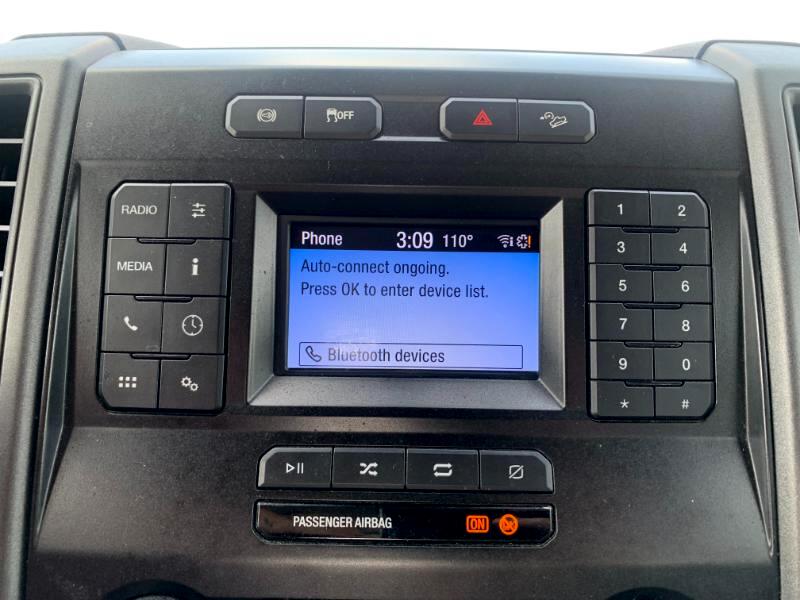 OFF
RADIO
MEDIA
Phone 3:09 110°
Auto-connect ongoing.
Press OK to enter device list.
Bluetooth devices
1 2
3 4
5 6
7 8
9 0
* #
PASSENGER AIRBAG ON